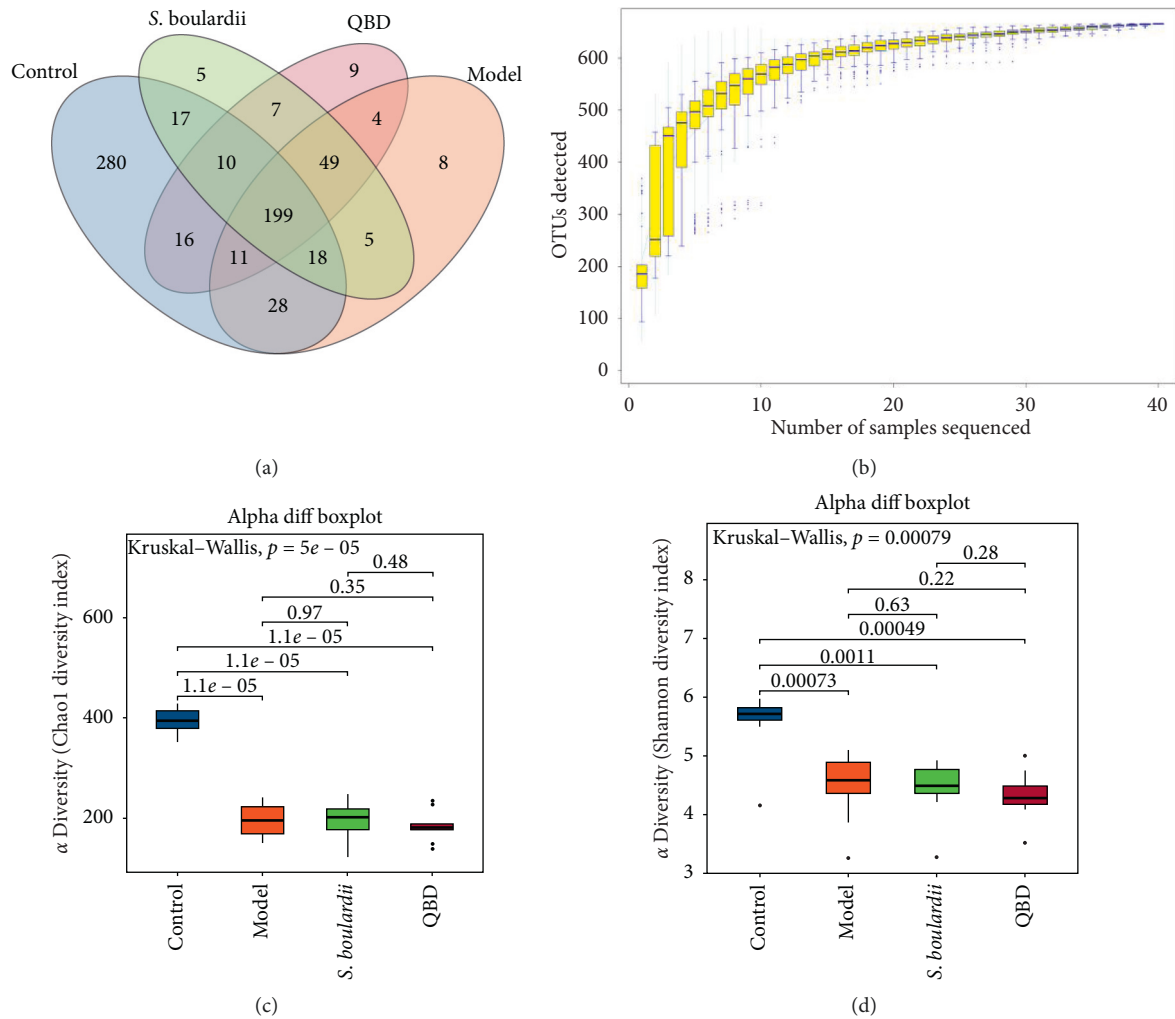 S. boulardii
QBD
Control
Model
5
9
17
7
4
280
10
49
8
199
16
11
18
5
28
(a)
OTUs detected
600
500
400
300
200
100
0
0
10
20
30
40
Number of samples sequenced
(b)
Alpha diff boxplot
Kruskal–Wallis, p = 5e – 05
0.48
0.35
0.97
1.1e – 05
1.1e – 05
1.1e – 05
α Diversity (Chao1 diversity index)
600
400
200
Control
Model
S. boulardii
QBD
(c)
Alpha diff boxplot
Kruskal–Wallis, p = 0.00079
0.28
0.22
0.63
0.00049
0.0011
0.00073
α Diversity (Shannon diversity index)
8
7
6
5
4
3
Control
Model
S. boulardii
QBD
(d)